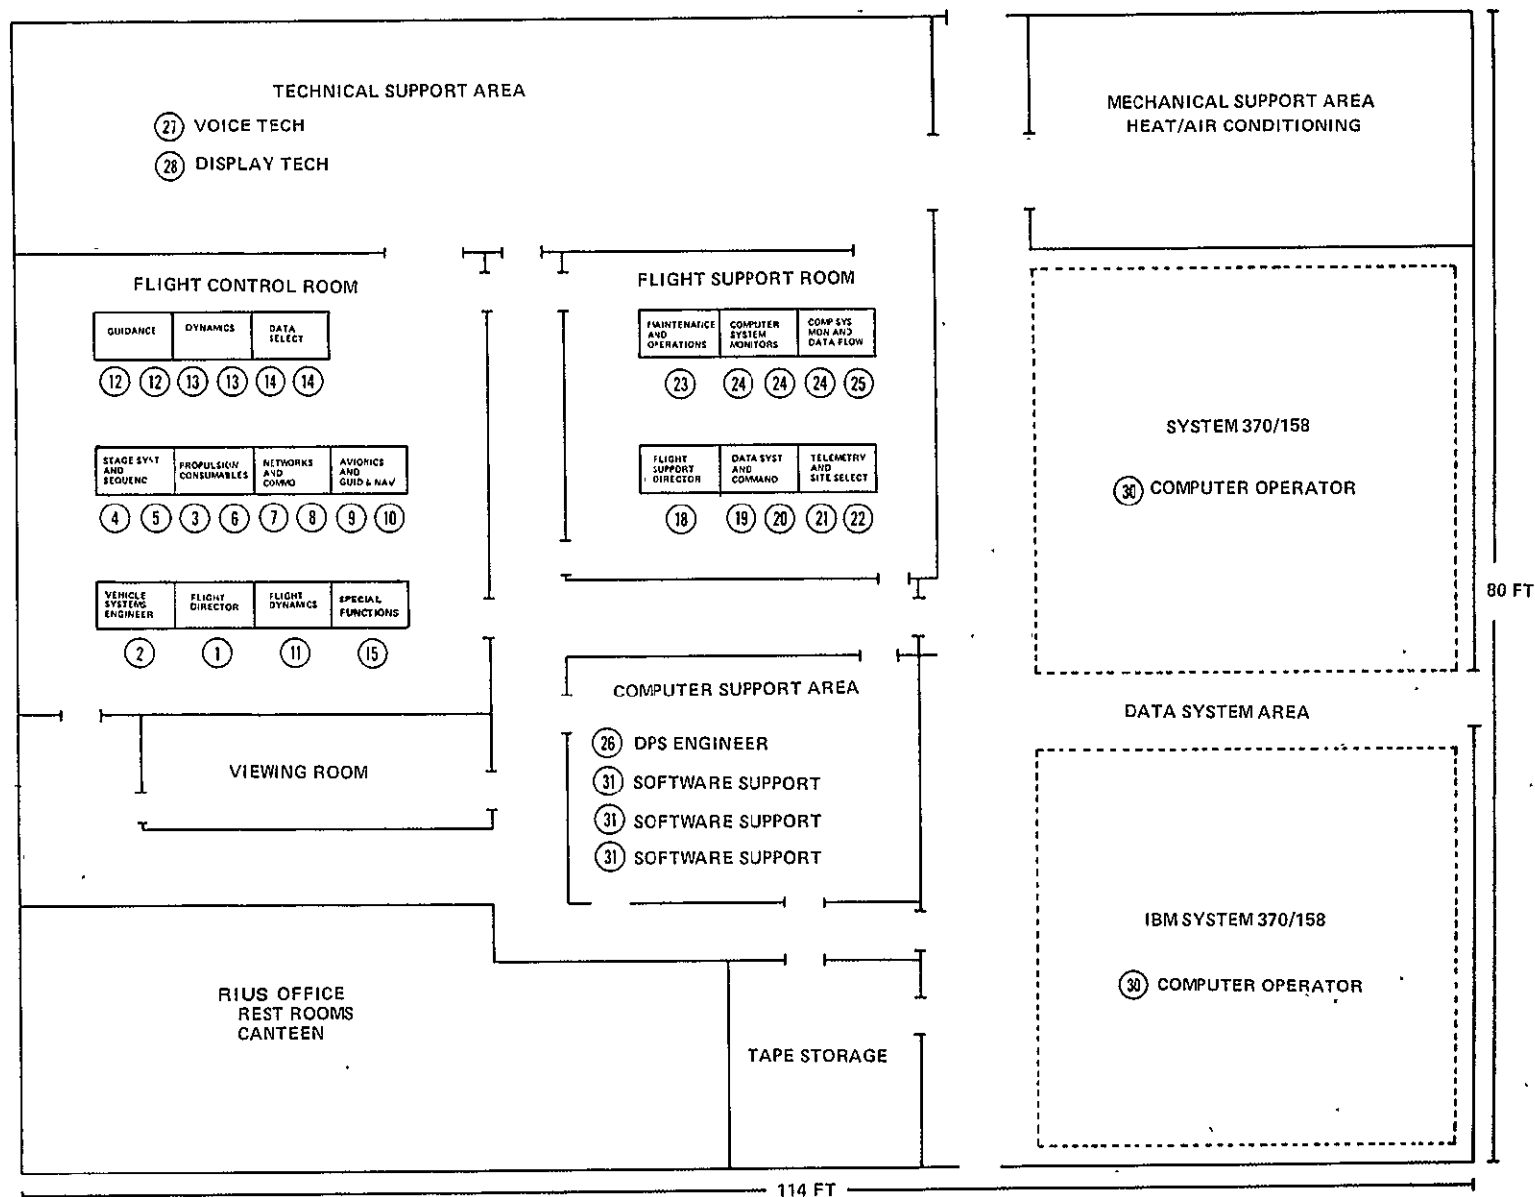 TECHNICAL SUPPORT AREA
27 VOICE TECH
28 DISPLAY TECH
MECHANICAL SUPPORT AREA
HEAT/AIR CONDITIONING
FLIGHT CONTROL ROOM
GUIDANCE
DYNAMICS
DATA
SELECT
12 12 13 13 14 14
STAGE SYST
AND
SEQUENC
PROPULSION
CONSUMABLES
NETWORKS
AND
COMMO
AVIONICS
AND
GUID & NAV
4 5 3 6 7 8 9 10
VEHICLE
SYSTEMS
ENGINEER
FLIGHT
DIRECTOR
FLIGHT
DYNAMICS
SPECIAL
FUNCTIONS
2 1 11 15
FLIGHT SUPPORT ROOM
MAINTENANCE
AND
OPERATIONS
COMPUTER
SYSTEM
MONITORS
COMP SYS
MON AND
DATA FLOW
23 24 24 24 25
FLIGHT
SUPPORT
DIRECTOR
DATA SYST
AND
COMMAND
TELEMETRY
AND
SITE SELECT
18 19 20 21 22
SYSTEM 370/158
30 COMPUTER OPERATOR
80 FT
VIEWING ROOM
COMPUTER SUPPORT AREA
26 DPS ENGINEER
31 SOFTWARE SUPPORT
31 SOFTWARE SUPPORT
31 SOFTWARE SUPPORT
DATA SYSTEM AREA
IBM SYSTEM 370/158
30 COMPUTER OPERATOR
RIUS OFFICE
REST ROOMS
CANTEEN
TAPE STORAGE
114 FT